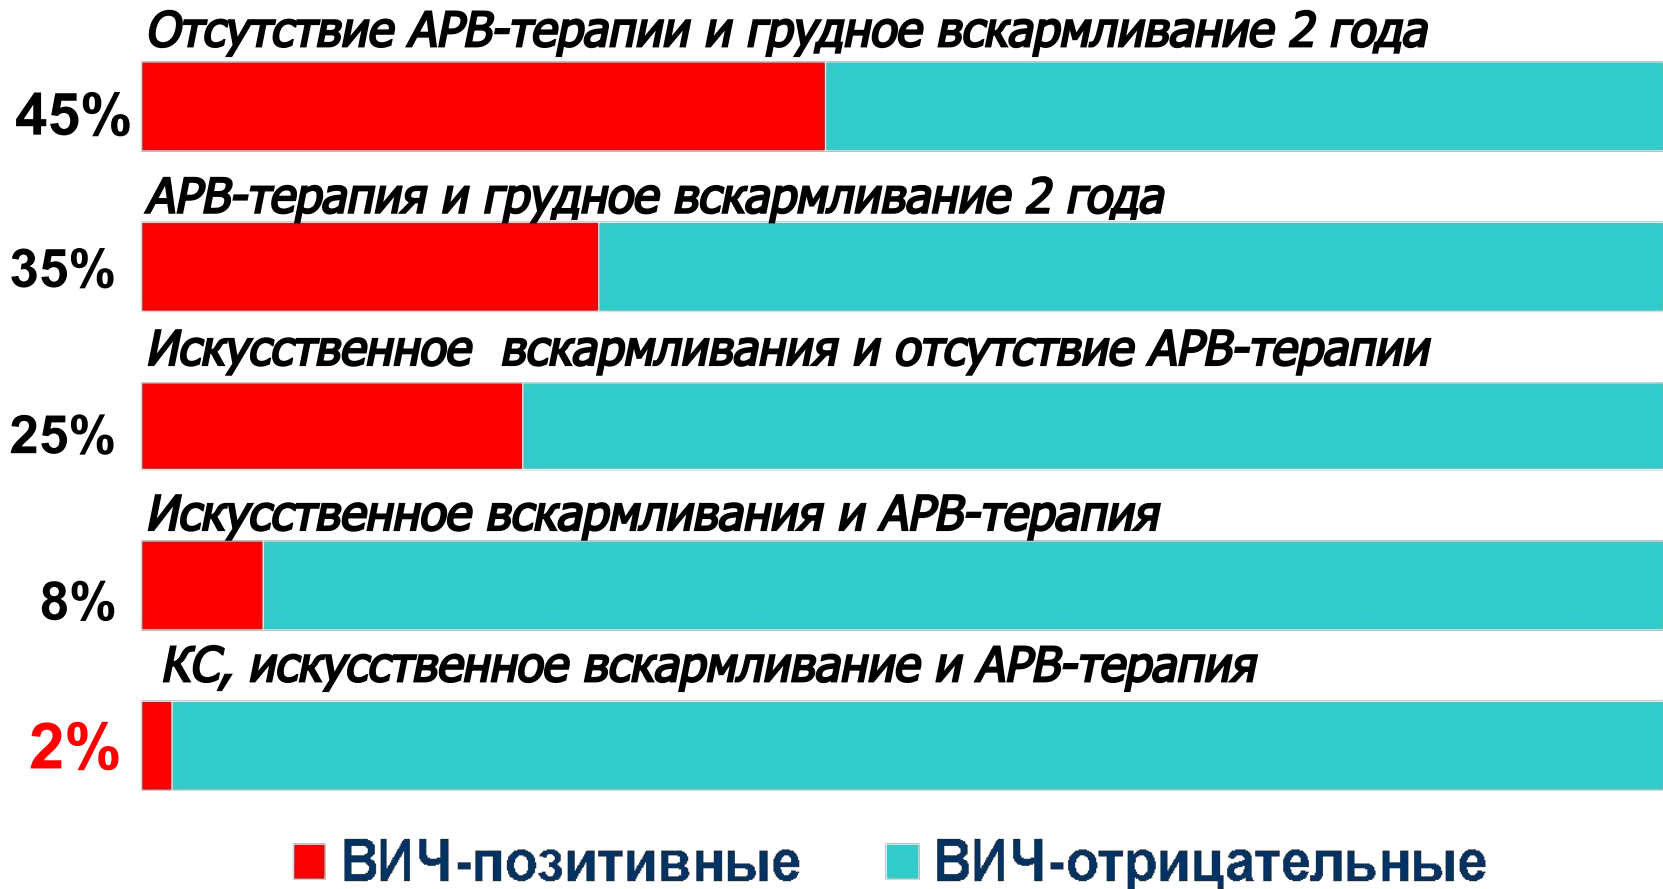 Отсутствие АРВ-терапии и грудное вскармливание 2 года
45%
АРВ-терапия и грудное вскармливание 2 года
35%
Искусственное вскармливания и отсутствие АРВ-терапии
25%
Искусственное вскармливания и АРВ-терапия
8%
КС, искусственное вскармливание и АРВ-терапия
2%
ВИЧ-позитивные ВИЧ-отрицательные